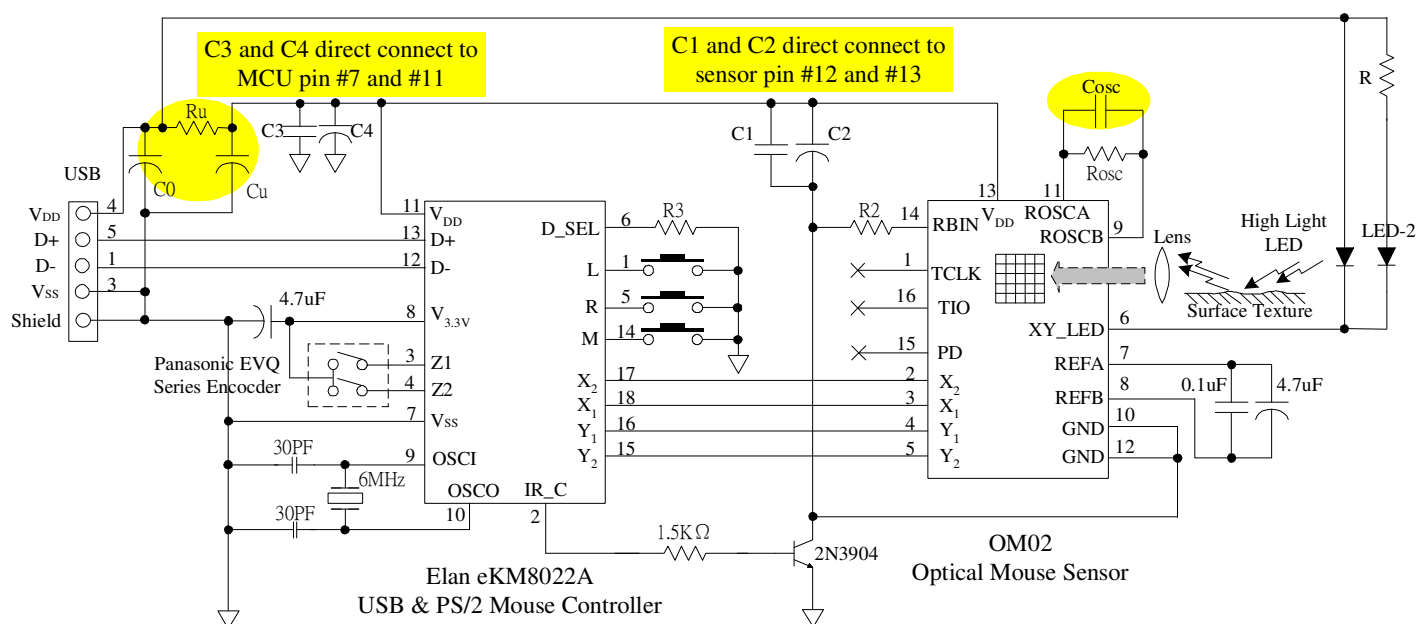 C3 and C4 direct connect to
MCU pin #7 and #11
C1 and C2 direct connect to
sensor pin #12 and #13
Cosc
R
Ru
C3
C4
C1
C2
Rosc
USB
C0
Cu
13
11
VDD
4
11
VDD
D_SEL
6
R3
R2
14
RBIN
VDD
ROSCA
ROSCB
9
Lens
High Light
LED
LED-2
D+
5
13
D+
D-
1
12
D-
L
1
1
TCLK
Vss
3
R
5
16
TIO
Surface Texture
4.7uF
Shield
8
V3.3V
M
14
XY_LED
6
Panasonic EVQ
Series Encocder
3
Z1
15
PD
REFA
7
4
Z2
X2
17
2
X2
REFB
8
0.1uF
4.7uF
7
Vss
X1
18
3
X1
GND
10
30PF
Y1
16
4
Y1
9
OSCI
Y2
15
5
Y2
GND
12
6MHz
OSCO
IR_C
30PF
10
2
1.5KΩ
2N3904
OM02
Optical Mouse Sensor
Elan eKM8022A
USB & PS/2 Mouse Controller